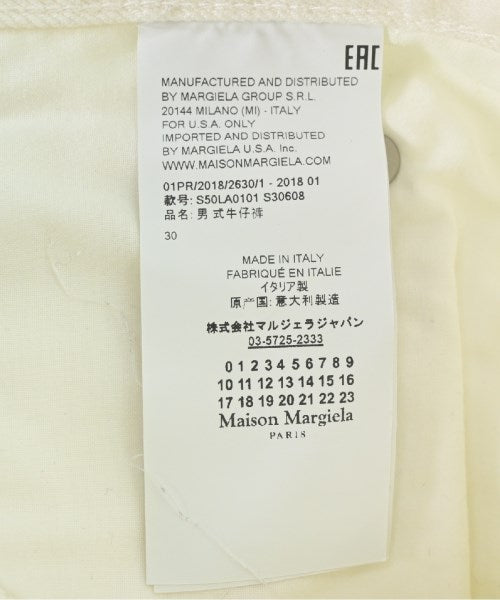 EAC
MANUFACTURED AND DISTRIBUTED
BY MARGIELA GROUP S.R.L.
20144 MILANO (MI) - ITALY
FOR U.S.A. ONLY
IMPORTED AND DISTRIBUTED
BY MARGIELA U.S.A. Inc.
WWW.MAISONMARGIELA.COM
01PR/2018/2630/1 - 2018 01
款号: S50LA0101 S30608
品名: 男 式牛仔裤
30
MADE IN ITALY
FABRIQUÉ EN ITALIE
イタリア製
原产国: 意大利製造
株式会社マルジェラジャパン
03-5725-2333
0 1 2 3 4 5 6 7 8 9
10 11 12 13 14 15 16
17 18 19 20 21 22 23
Maison Margiela
PARIS